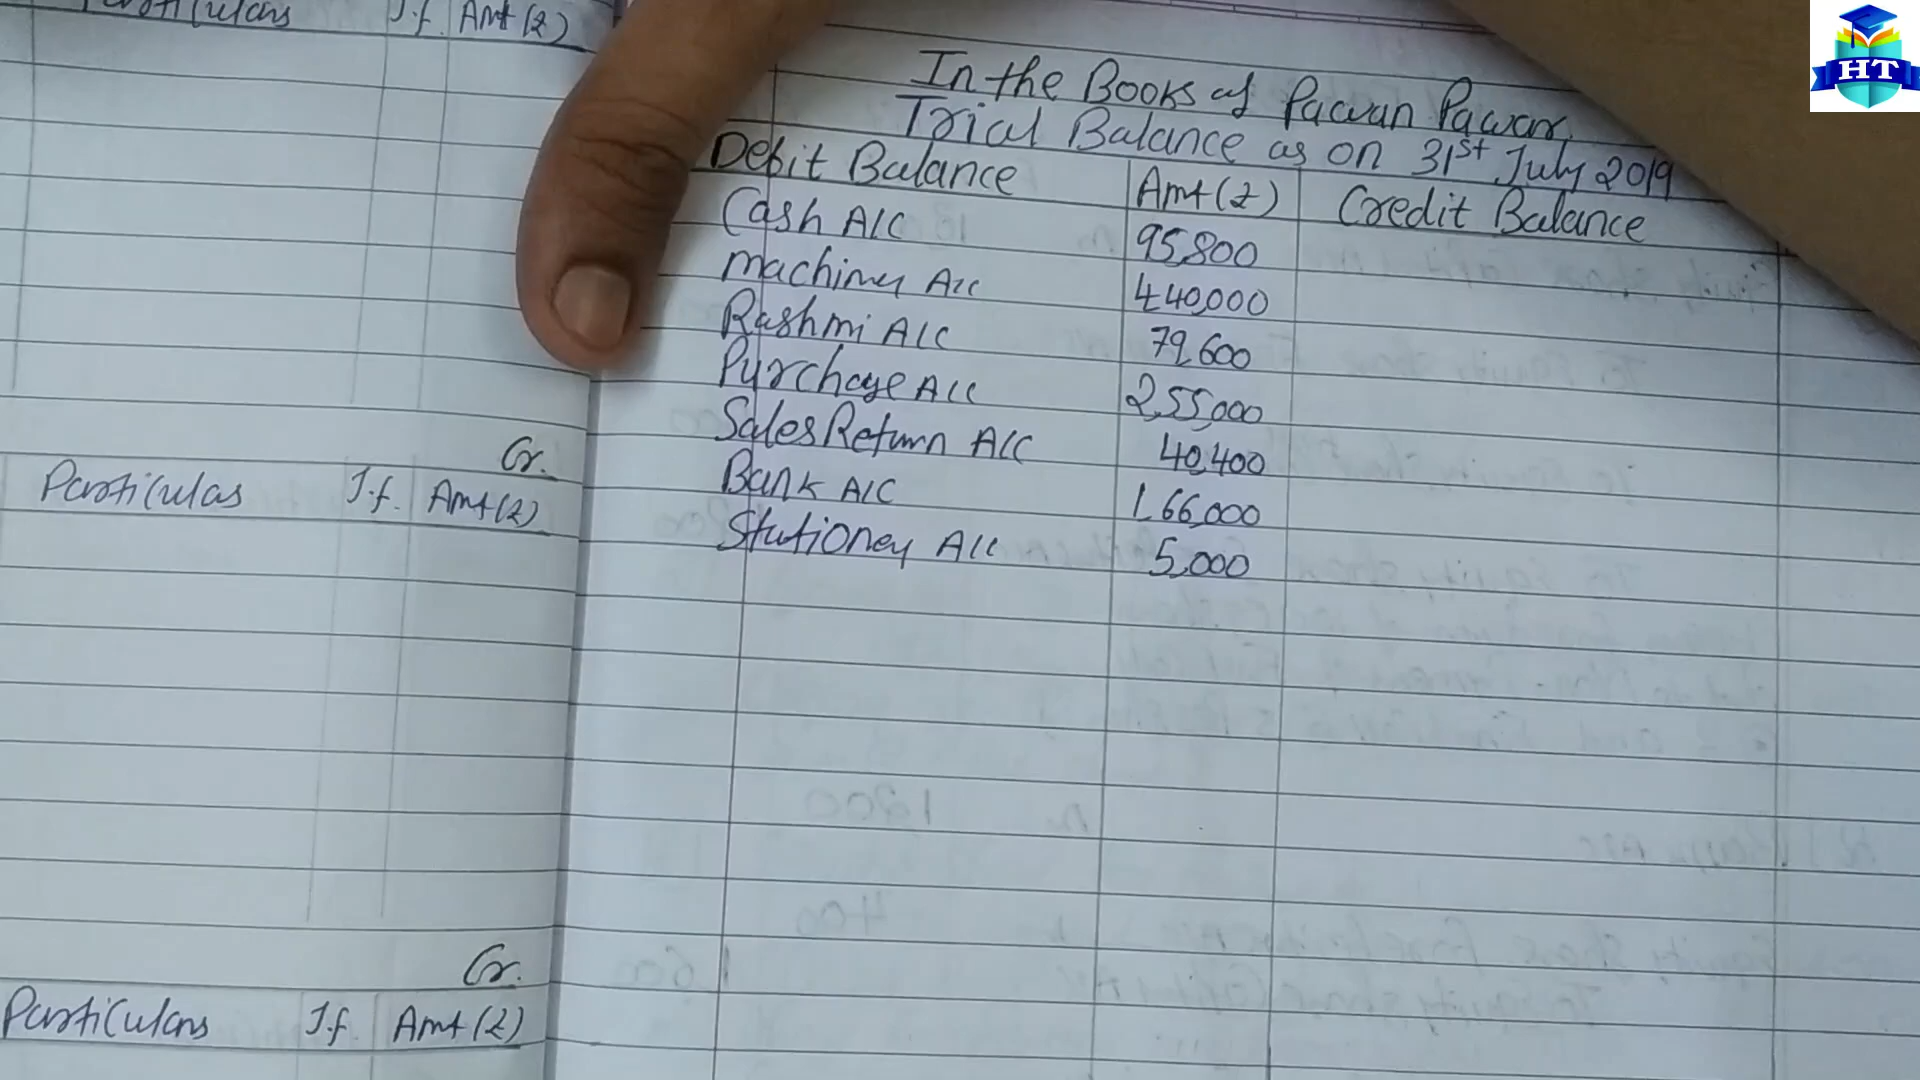 Particulars J.f. Amt (₹)
Cr.
Particulas J.f. Amt (₹)
Cr.
Particulars J.f Amt (₹)
In the Books of Pawan Pawar
Trial Balance as on 31st July 2019
Debit Balance Amt (₹) Credit Balance
Cash A/C 95,800
Machinery A/c 4,40,000
Rashmi A/C 79,600
Purchase A/c 2,55,000
Sales Return A/C 40,400
Bank A/C 1,66,000
Stutioney A/c 5,000
HT